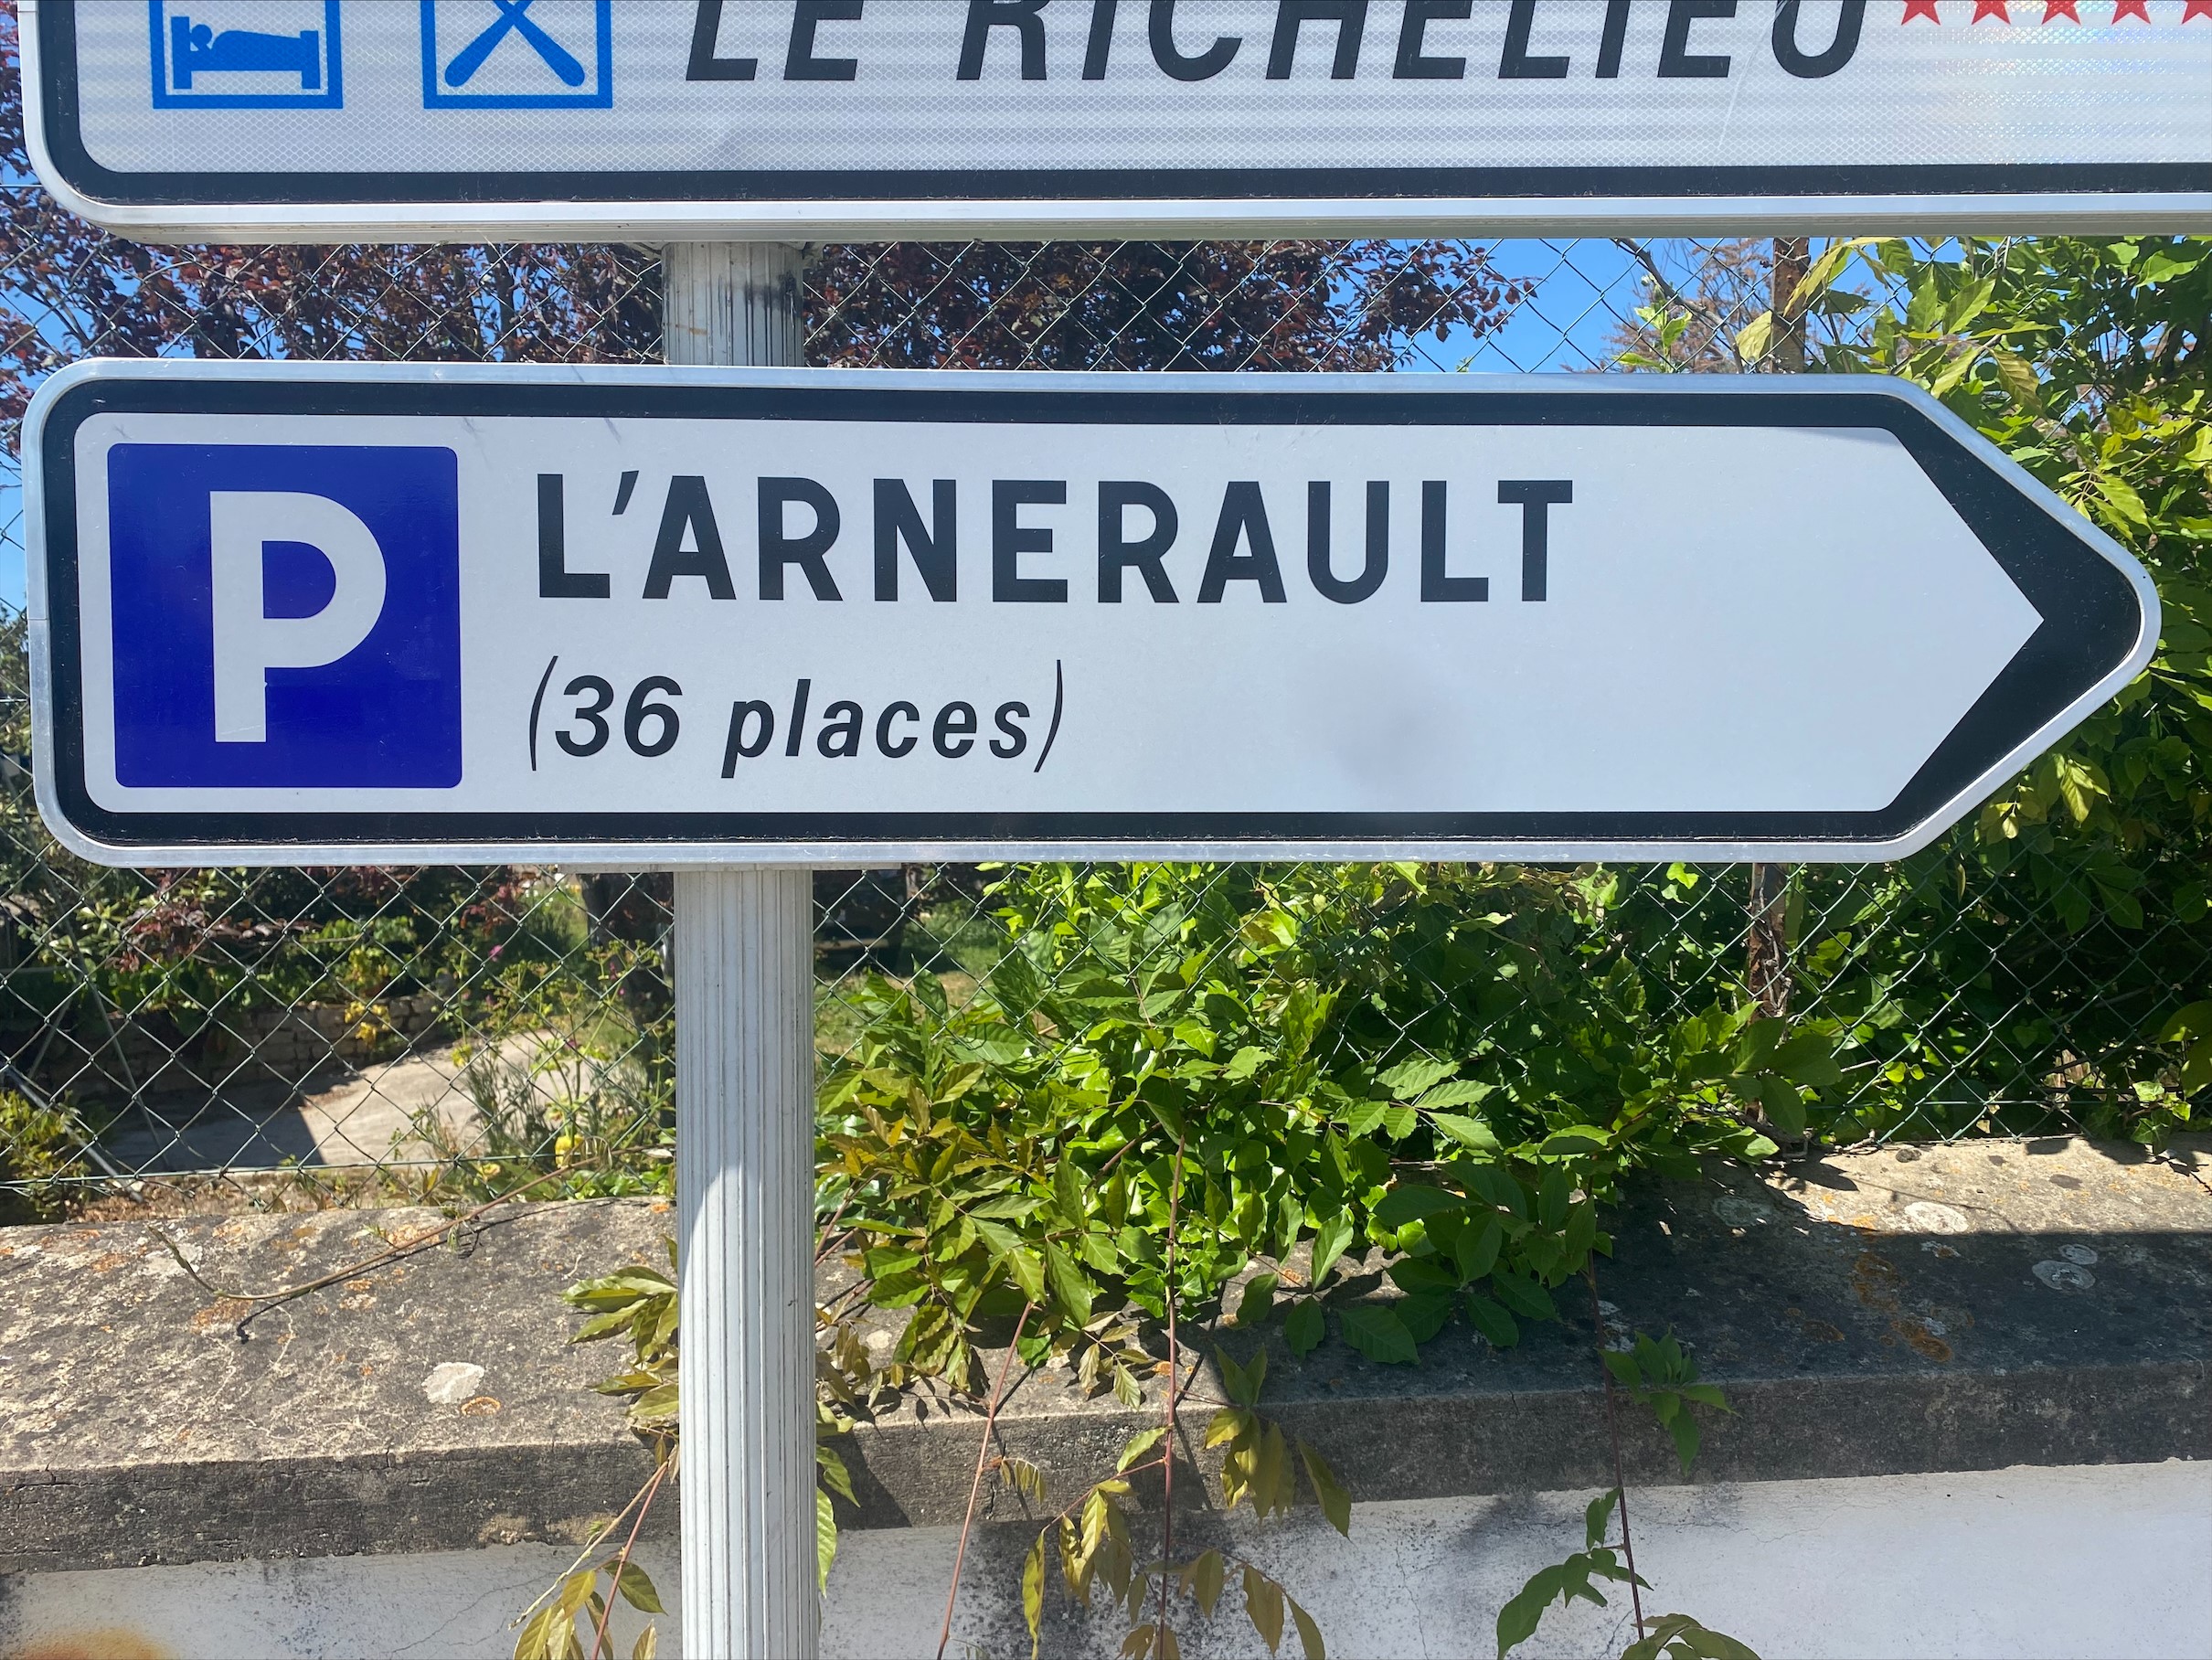 LE RICHELIEU
P
L'ARNERAULT
(36 places)